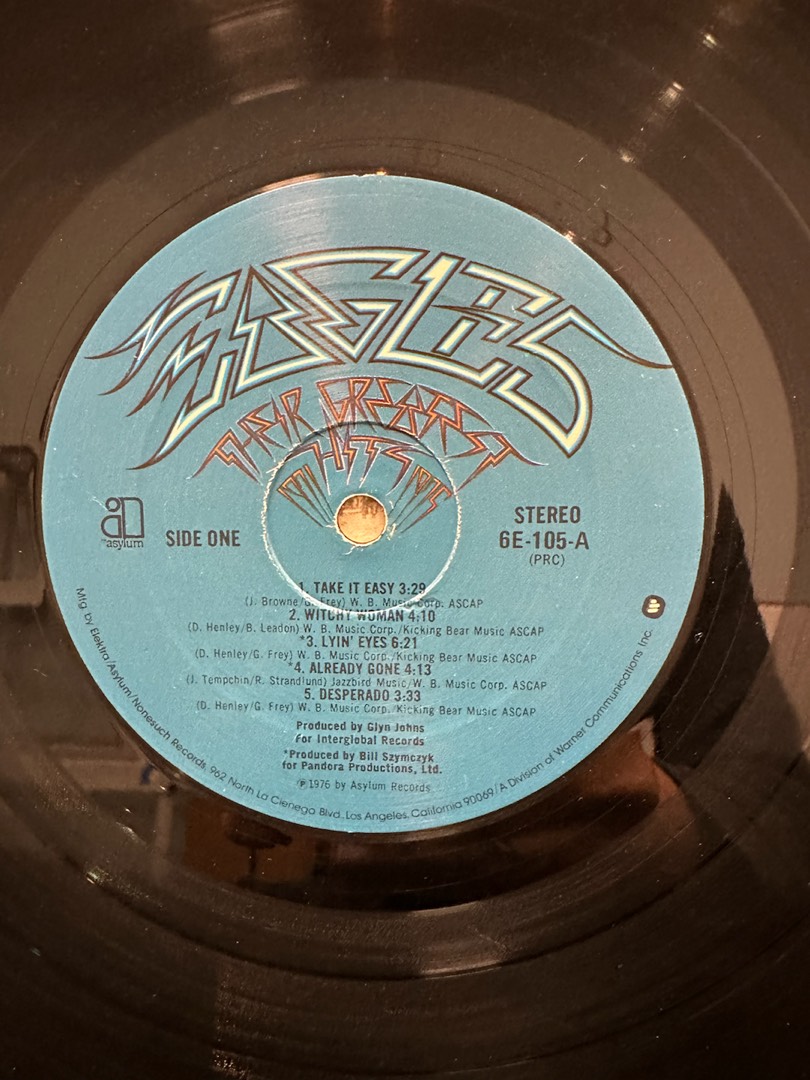 EAGLES
THEIR GREATEST
HITS
1971 1975
asylum
SIDE ONE
STEREO
6E-105-A
(PRC)
1. TAKE IT EASY 3:29
(J. Browne/G. Frey) W. B. Music Corp. ASCAP
2. WITCHY WOMAN 4:10
(D. Henley/B. Leadon) W. B. Music Corp./Kicking Bear Music ASCAP
*3. LYIN' EYES 6:21
(D. Henley/G. Frey) W. B. Music Corp./Kicking Bear Music ASCAP
*4. ALREADY GONE 4:13
(J. Tempchin/R. Strandlund) Jazzbird Music/W. B. Music Corp. ASCAP
5. DESPERADO 3:33
(D. Henley/G. Frey) W. B. Music Corp./Kicking Bear Music ASCAP
Produced by Glyn Johns
for Interglobal Records
*Produced by Bill Szymczyk
for Pandora Productions, Ltd.
℗1976 by Asylum Records
Mfg. by Elektra/Asylum/Nonesuch Records, 962 North La Cienega Blvd., Los Angeles, California 90069/A Division of Warner Communications Inc.